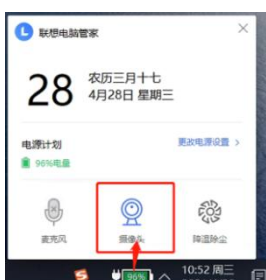 联想电脑管家
28
农历三月十七
4月28日 星期三
电源计划
更改电源设置 >
96%电量
麦克风
摄像头
降温除尘
96%
10:52 周三